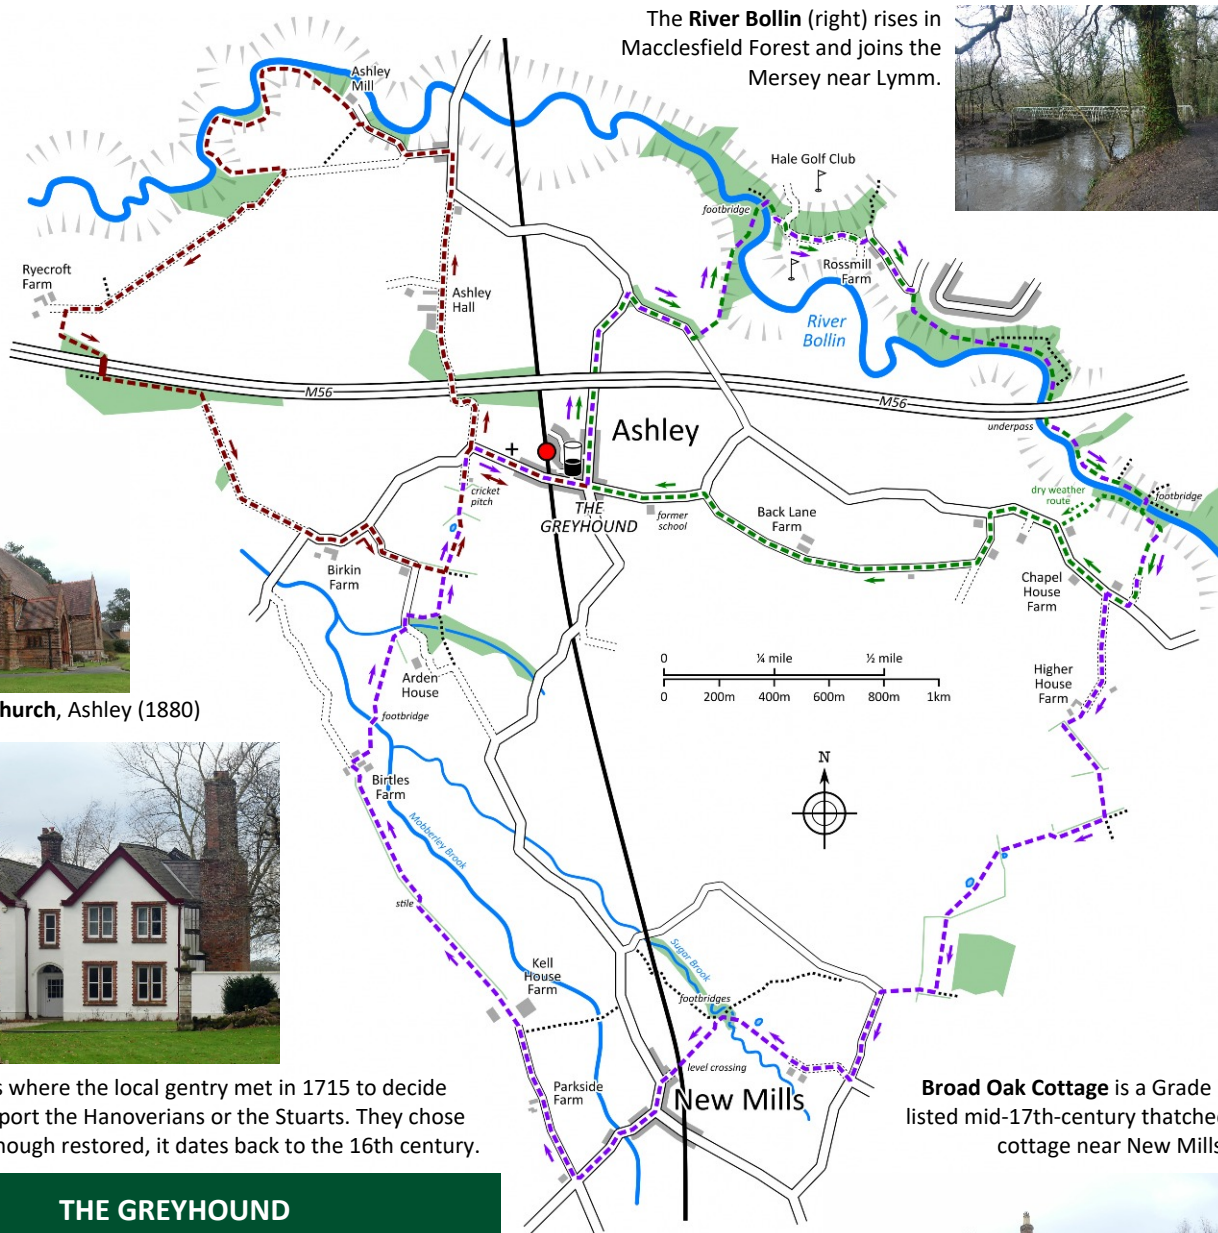 The River Bollin (right) rises in
Macclesfield Forest and joins the
Mersey near Lymm.
Ashley
Mill
Hale Golf Club
footbridge
Rossmill
Farm
Ryecroft
Farm
Ashley
Hall
River
Bollin
M56
M56
Ashley
underpass
cricket
pitch
THE
GREYHOUND
former
school
Back Lane
Farm
dry weather
route
footbridge
Birkin
Farm
Chapel
House
Farm
0 ¼ mile ½ mile
0 200m 400m 600m 800m 1km
Arden
House
Higher
House
Farm
hurch, Ashley (1880)
footbridge
N
Birtles
Farm
Mobberley Brook
stile
Sugar Brook
Kell
House
Farm
footbridges
level crossing
Parkside
Farm
New Mills
s where the local gentry met in 1715 to decide
port the Hanoverians or the Stuarts. They chose
hough restored, it dates back to the 16th century.
Broad Oak Cottage is a Grade
listed mid-17th-century thatched
cottage near New Mills
THE GREYHOUND